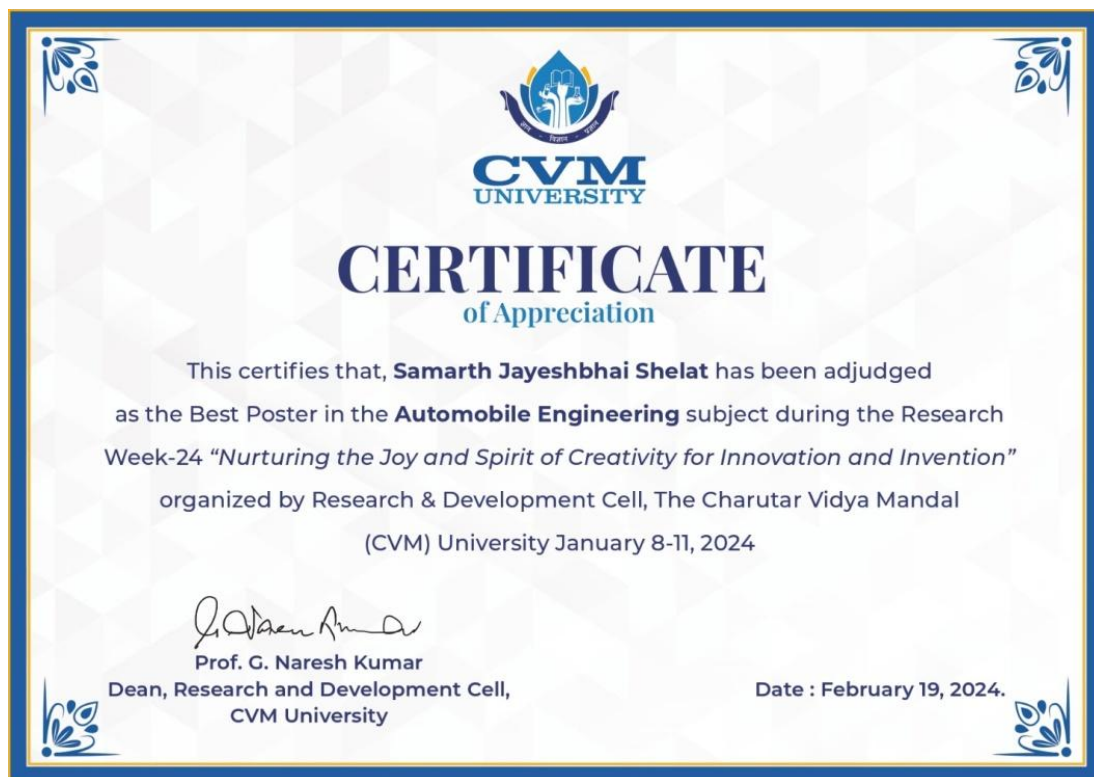 ज्ञान - विज्ञान - प्रज्ञान
CVM
UNIVERSITY
CERTIFICATE
of Appreciation
This certifies that, Samarth Jayeshbhai Shelat has been adjudged
as the Best Poster in the Automobile Engineering subject during the Research
Week-24 “Nurturing the Joy and Spirit of Creativity for Innovation and Invention”
organized by Research & Development Cell, The Charutar Vidya Mandal
(CVM) University January 8-11, 2024
Prof. G. Naresh Kumar
Dean, Research and Development Cell,
CVM University
Date : February 19, 2024.